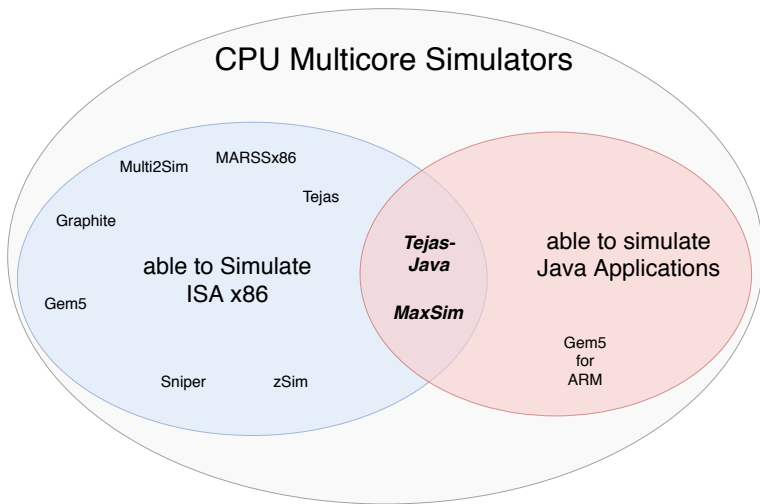 CPU Multicore Simulators
MARSSx86
Multi2Sim
Tejas
Graphite
able to Simulate
ISA x86
Gem5
Sniper
zSim
Tejas-
Java
MaxSim
able to simulate
Java Applications
Gem5
for
ARM